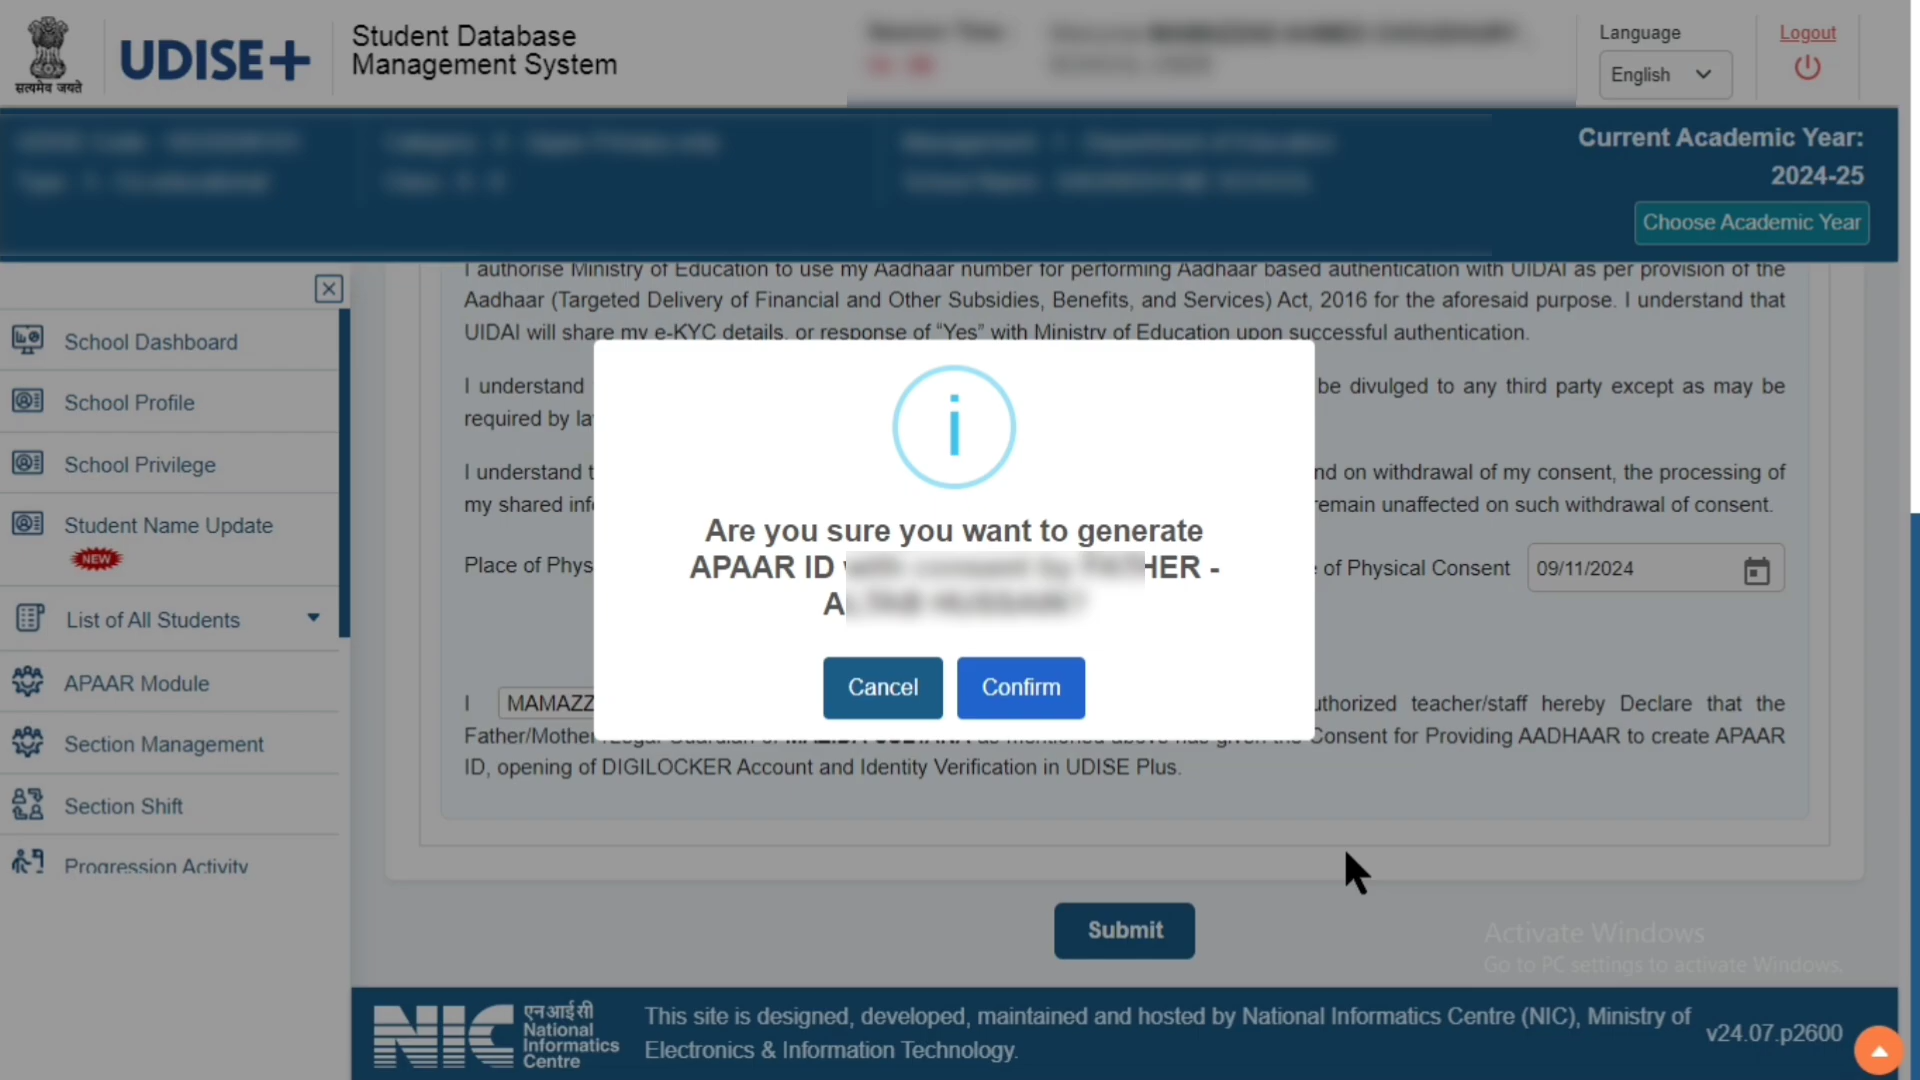 सत्यमेव जयते
UDISE+
Student Database
Management System
Language
English
Logout
Current Academic Year:
2024-25
Choose Academic Year
School Dashboard
School Profile
School Privilege
Student Name Update
NEW
List of All Students
APAAR Module
Section Management
Section Shift
Progression Activity
I authorise Ministry of Education to use my Aadhaar number for performing Aadhaar based authentication with UIDAI as per provision of the
Aadhaar (Targeted Delivery of Financial and Other Subsidies, Benefits, and Services) Act, 2016 for the aforesaid purpose. I understand that
UIDAI will share my e-KYC details, or response of “Yes” with Ministry of Education upon successful authentication.
I understand be divulged to any third party except as may be
required by
I understand on withdrawal of my consent, the processing of
my shared remain unaffected on such withdrawal of consent.
Place of of Physical Consent 09/11/2024
Are you sure you want to generate
APAAR ID HER -
Cancel
Confirm
I MAMAZZ teacher/staff hereby Declare that the
Consent for Providing AADHAAR to create APAAR
ID, opening of DIGILOCKER Account and Identity Verification in UDISE Plus.
Submit
Activate Windows
Go to PC settings to activate Windows.
NIC
एन आई सी
National
Informatics
Centre
This site is designed, developed, maintained and hosted by National Informatics Centre (NIC), Ministry of
Electronics & Information Technology.
v24.07.p2600